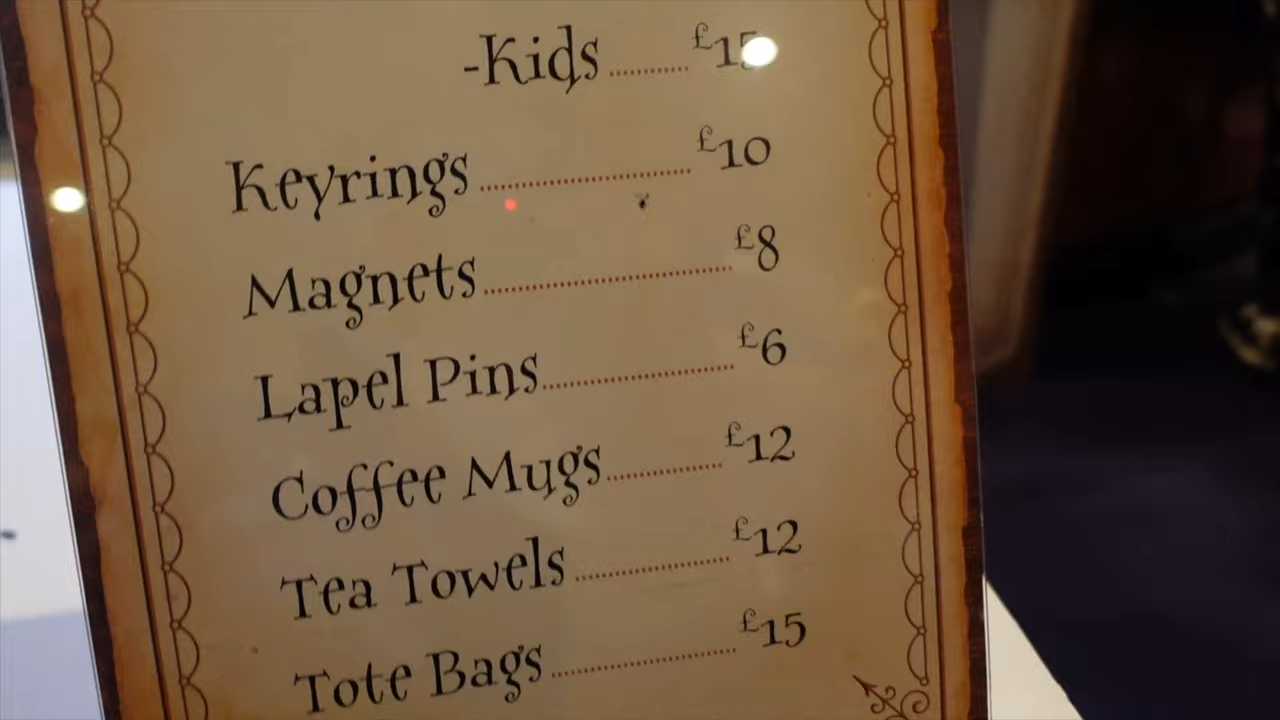 -Kids .......... £15
Keyrings .............................. £10
Magnets .................................. £8
Lapel Pins .......................... £6
Coffee Mugs ................ £12
Tea Towels ..................... £12
Tote Bags ......................... £15